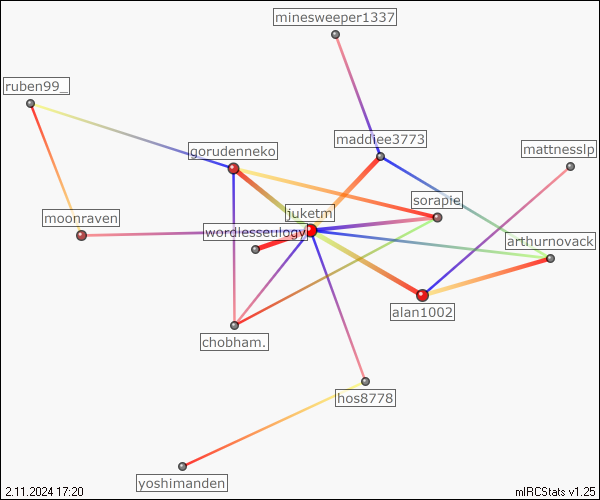 minesweeper1337
ruben99_
maddiee3773
gorudenneko
mattnesslp
sorapie
moonraven
juketm
wordlesseulogy
arthurnovack
alan1002
chobham.
hos8778
yoshimanden
2.11.2024 17:20
mIRCStats v1.25